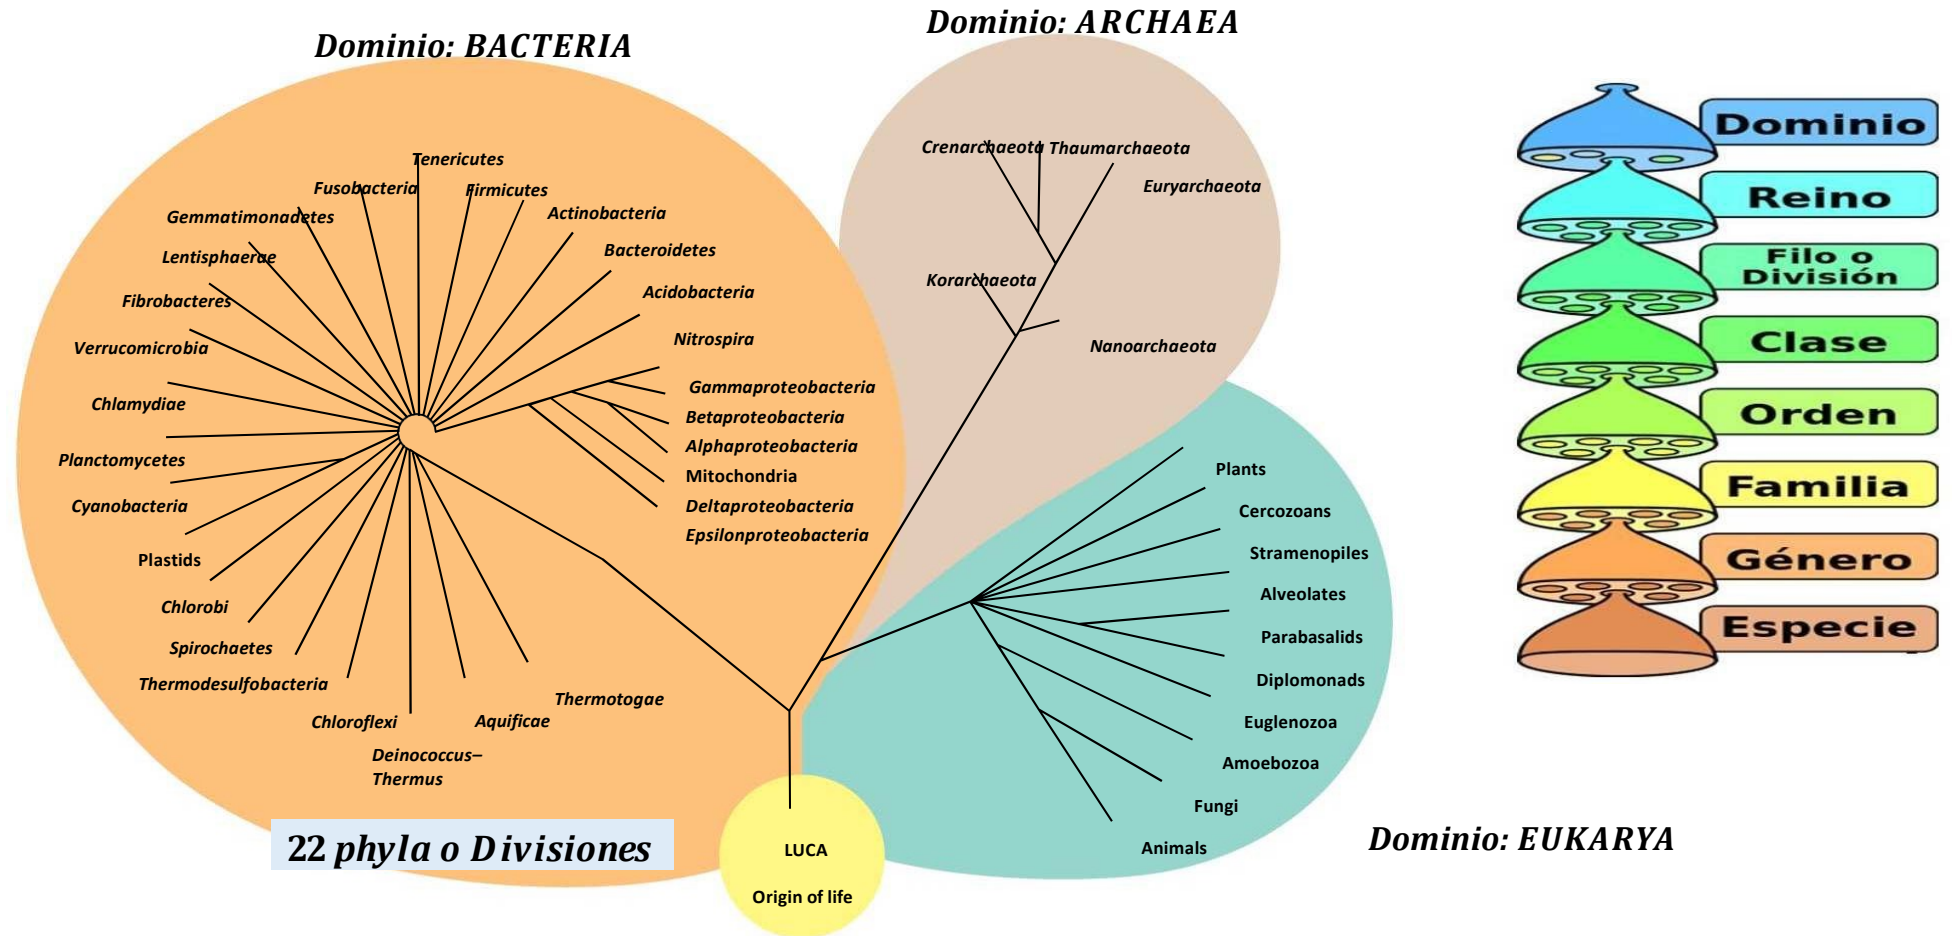 Dominio: BACTERIA
Dominio: ARCHAEA
Tenericutes
Fusobacteria
Firmicutes
Gemmatimonadetes
Actinobacteria
Lentisphaerae
Bacteroidetes
Fibrobacteres
Acidobacteria
Verrucomicrobia
Nitrospira
Chlamydiae
Gammaproteobacteria
Betaproteobacteria
Alphaproteobacteria
Planctomycetes
Mitochondria
Cyanobacteria
Deltaproteobacteria
Epsilonproteobacteria
Plastids
Chlorobi
Spirochaetes
Thermodesulfobacteria
Chloroflexi
Deinococcus–
Thermus
Aquificae
Thermotogae
22 phyla o Divisiones
Crenarchaeota
Thaumarchaeota
Euryarchaeota
Korarchaeota
Nanoarchaeota
Plants
Cercozoans
Stramenopiles
Alveolates
Parabasalids
Diplomonads
Euglenozoa
Amoebozoa
Fungi
Animals
Dominio: EUKARYA
LUCA
Origin of life
Dominio
Reino
Filo o
División
Clase
Orden
Familia
Género
Especie